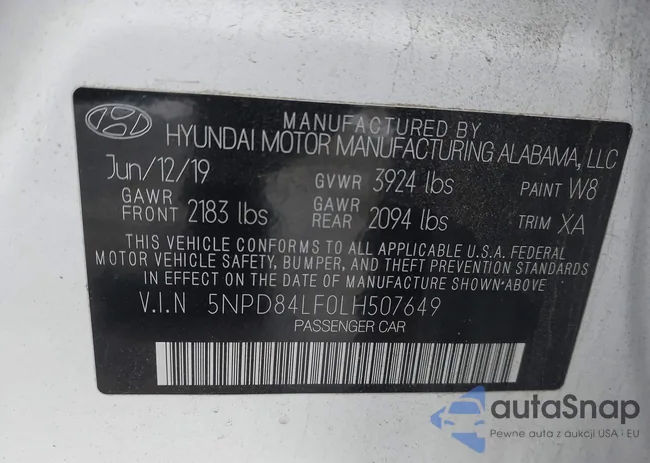 MANUFACTURED BY
HYUNDAI MOTOR MANUFACTURING ALABAMA, LLC
Jun/12/19 GVWR 3924 lbs PAINT W8
GAWR FRONT 2183 lbs GAWR REAR 2094 lbs TRIM XA
THIS VEHICLE CONFORMS TO ALL APPLICABLE U.S.A. FEDERAL
MOTOR VEHICLE SAFETY, BUMPER, AND THEFT PREVENTION STANDARDS
IN EFFECT ON THE DATE OF MANUFACTURE SHOWN ABOVE.
V.I.N 5NPD84LF0LH507649
PASSENGER CAR
autaSnap
Pewne auta z aukcji USA i EU